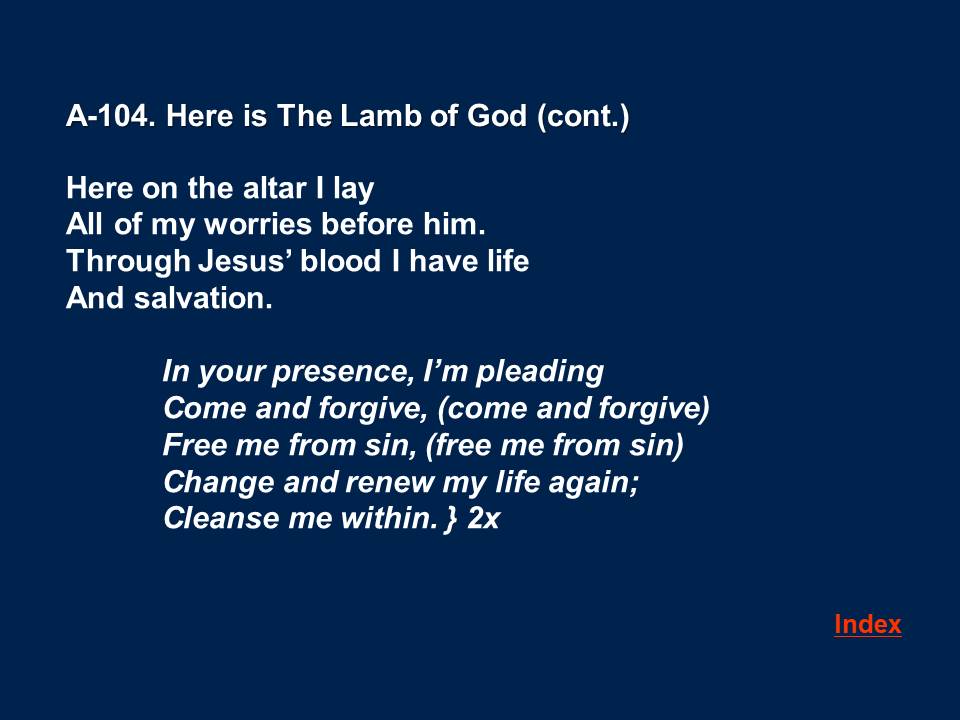 A-104. Here is The Lamb of God (cont.)
Here on the altar I lay
All of my worries before him.
Through Jesus’ blood I have life
And salvation.
In your presence, I’m pleading
Come and forgive, (come and forgive)
Free me from sin, (free me from sin)
Change and renew my life again;
Cleanse me within. } 2x
Index